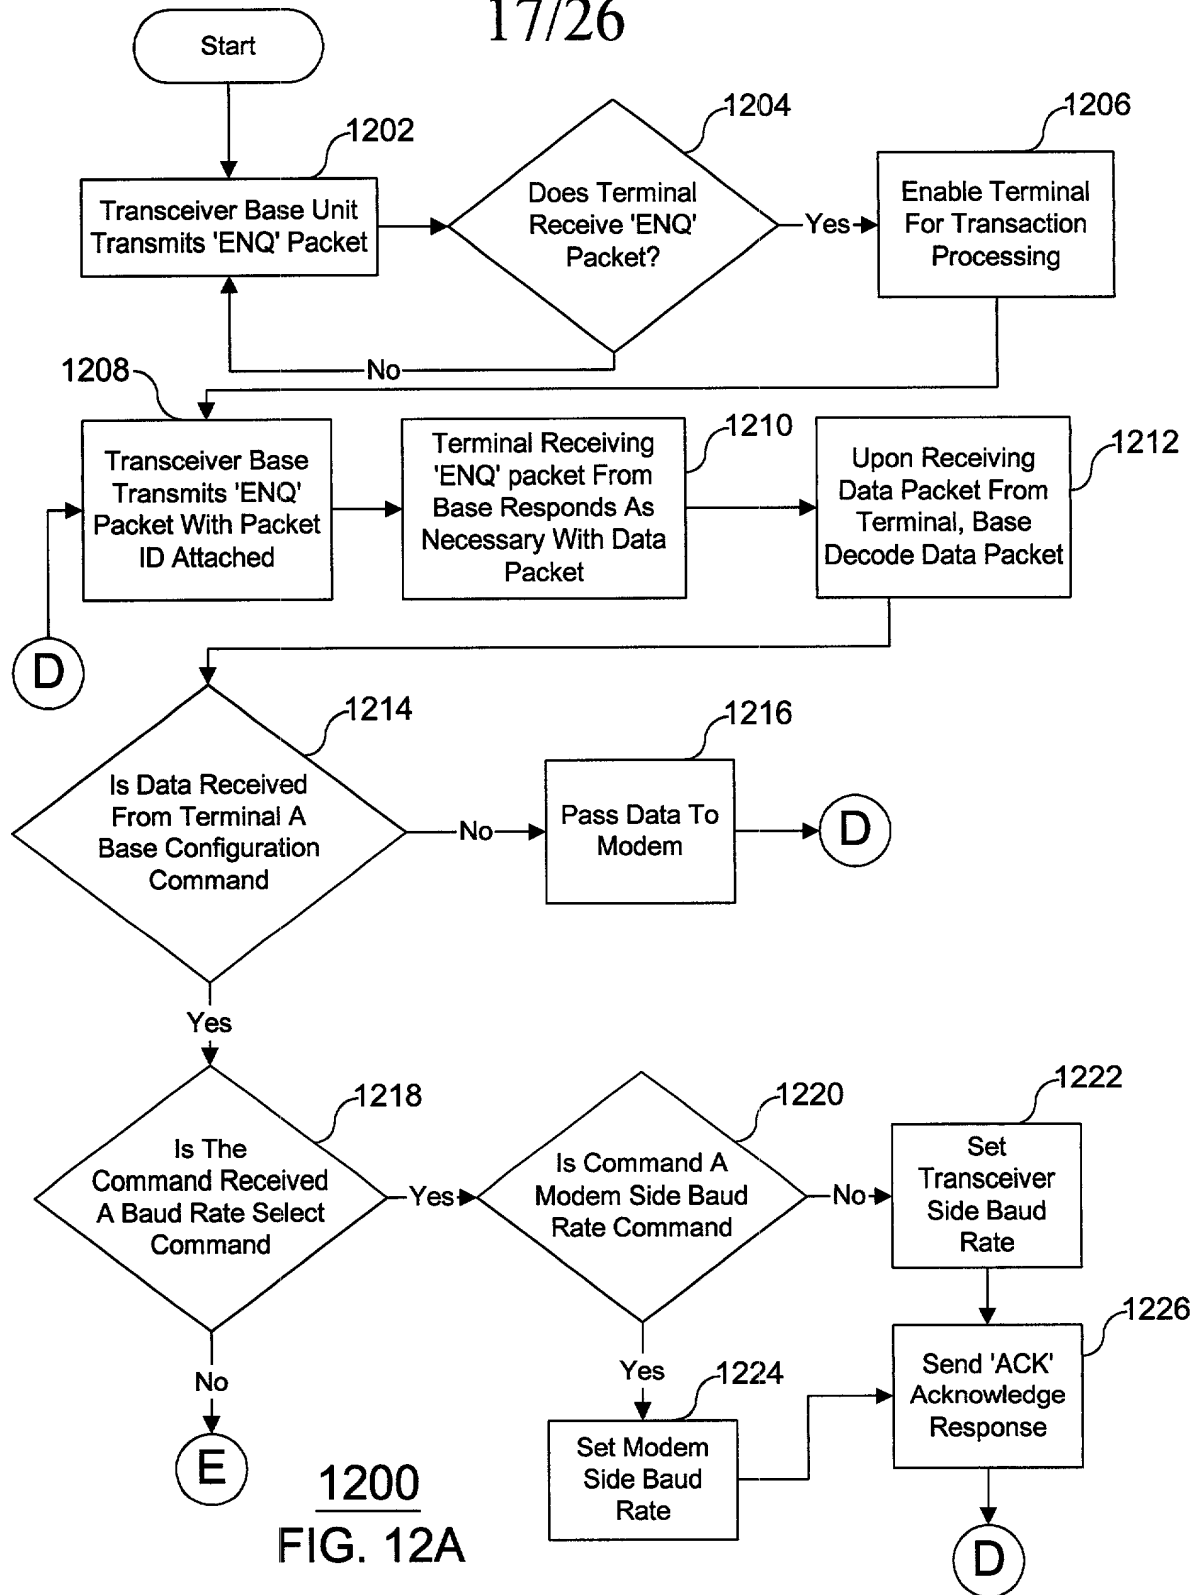 17/26
Start
1202
Transceiver Base Unit
Transmits 'ENQ' Packet
1204
Does Terminal
Receive 'ENQ'
Packet?
Yes
1206
Enable Terminal
For Transaction
Processing
No
1208
Transceiver Base
Transmits 'ENQ'
Packet With Packet
ID Attached
1210
Terminal Receiving
'ENQ' packet From
Base Responds As
Necessary With Data
Packet
1212
Upon Receiving
Data Packet From
Terminal, Base
Decode Data Packet
D
1214
Is Data Received
From Terminal A
Base Configuration
Command
No
1216
Pass Data To
Modem
D
Yes
1218
Is The
Command Received
A Baud Rate Select
Command
Yes
1220
Is Command A
Modem Side Baud
Rate Command
No
1222
Set
Transceiver
Side Baud
Rate
No
E
Yes
1224
Set Modem
Side Baud
Rate
1226
Send 'ACK'
Acknowledge
Response
D
1200
FIG. 12A